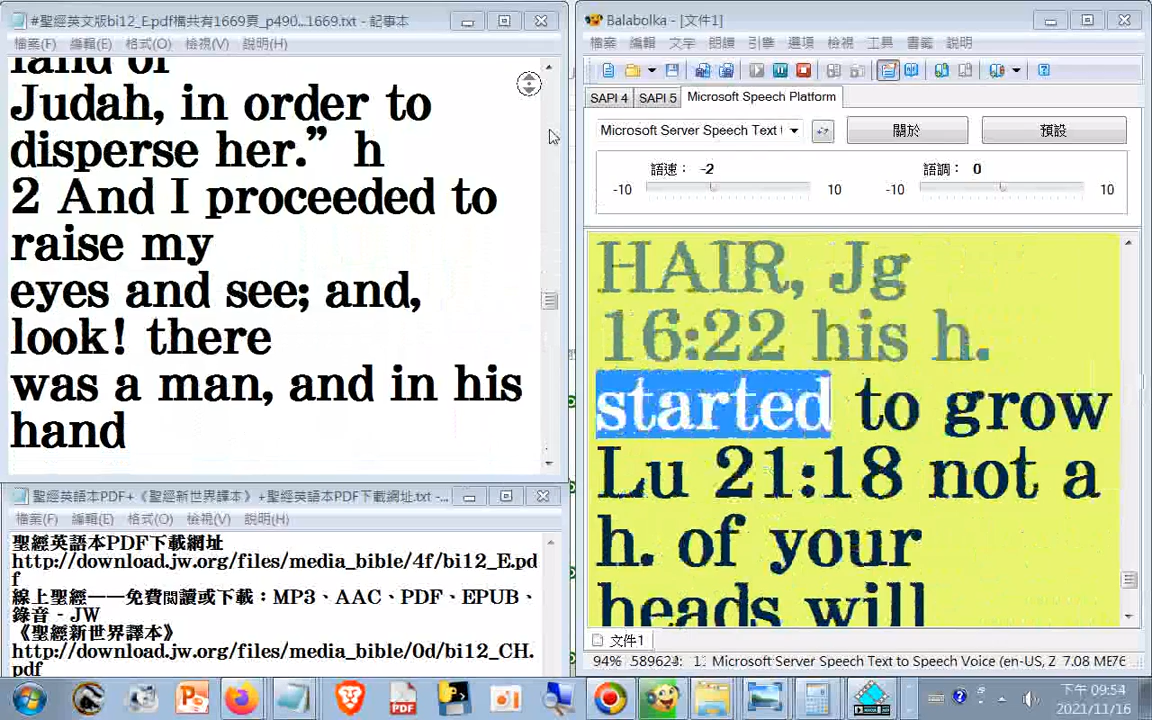 #聖經英文版bi12_E.pdf檔共有1669頁_p490...1669.txt - 記事本
檔案(F) 編輯(E) 格式(O) 檢視(V) 說明(H)
land of
Judah, in order to
disperse her.” h
2 And I proceeded to
raise my
eyes and see; and,
look! there
was a man, and in his
hand
聖經英語本PDF+《聖經新世界譯本》+聖經英語本PDF下載網址.txt -...
檔案(F) 編輯(E) 格式(O) 檢視(V) 說明(H)
聖經英語本PDF下載網址
http://download.jw.org/files/media_bible/4f/bi12_E.pd
f
線上聖經——免費閱讀或下載：MP3、AAC、PDF、EPUB、
錄音 - JW
《聖經新世界譯本》
http://download.jw.org/files/media_bible/0d/bi12_CH.
pdf
Balabolka - [文件1]
檔案 編輯 文字 朗讀 引擎 選項 檢視 工具 書籤 說明
SAPI 4 SAPI 5 Microsoft Speech Platform
Microsoft Server Speech Text 關於 預設
語速： -2 語調： 0
-10 10 -10 10
HAIR, Jg
16:22 his h.
started to grow
Lu 21:18 not a
h. of your
heads will
文件1
94% Microsoft Server Speech Text to Speech Voice (en-US, Z 7.08 ME
下午 09:54
2021/11/16